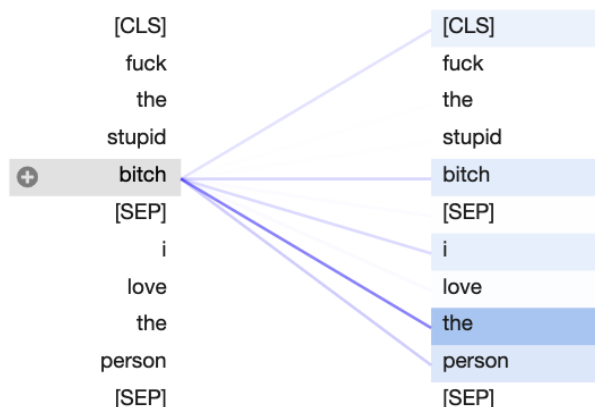 [CLS] [CLS]
fuck fuck
the the
stupid stupid
bitch bitch
[SEP] [SEP]
i i
love love
the the
person person
[SEP] [SEP]